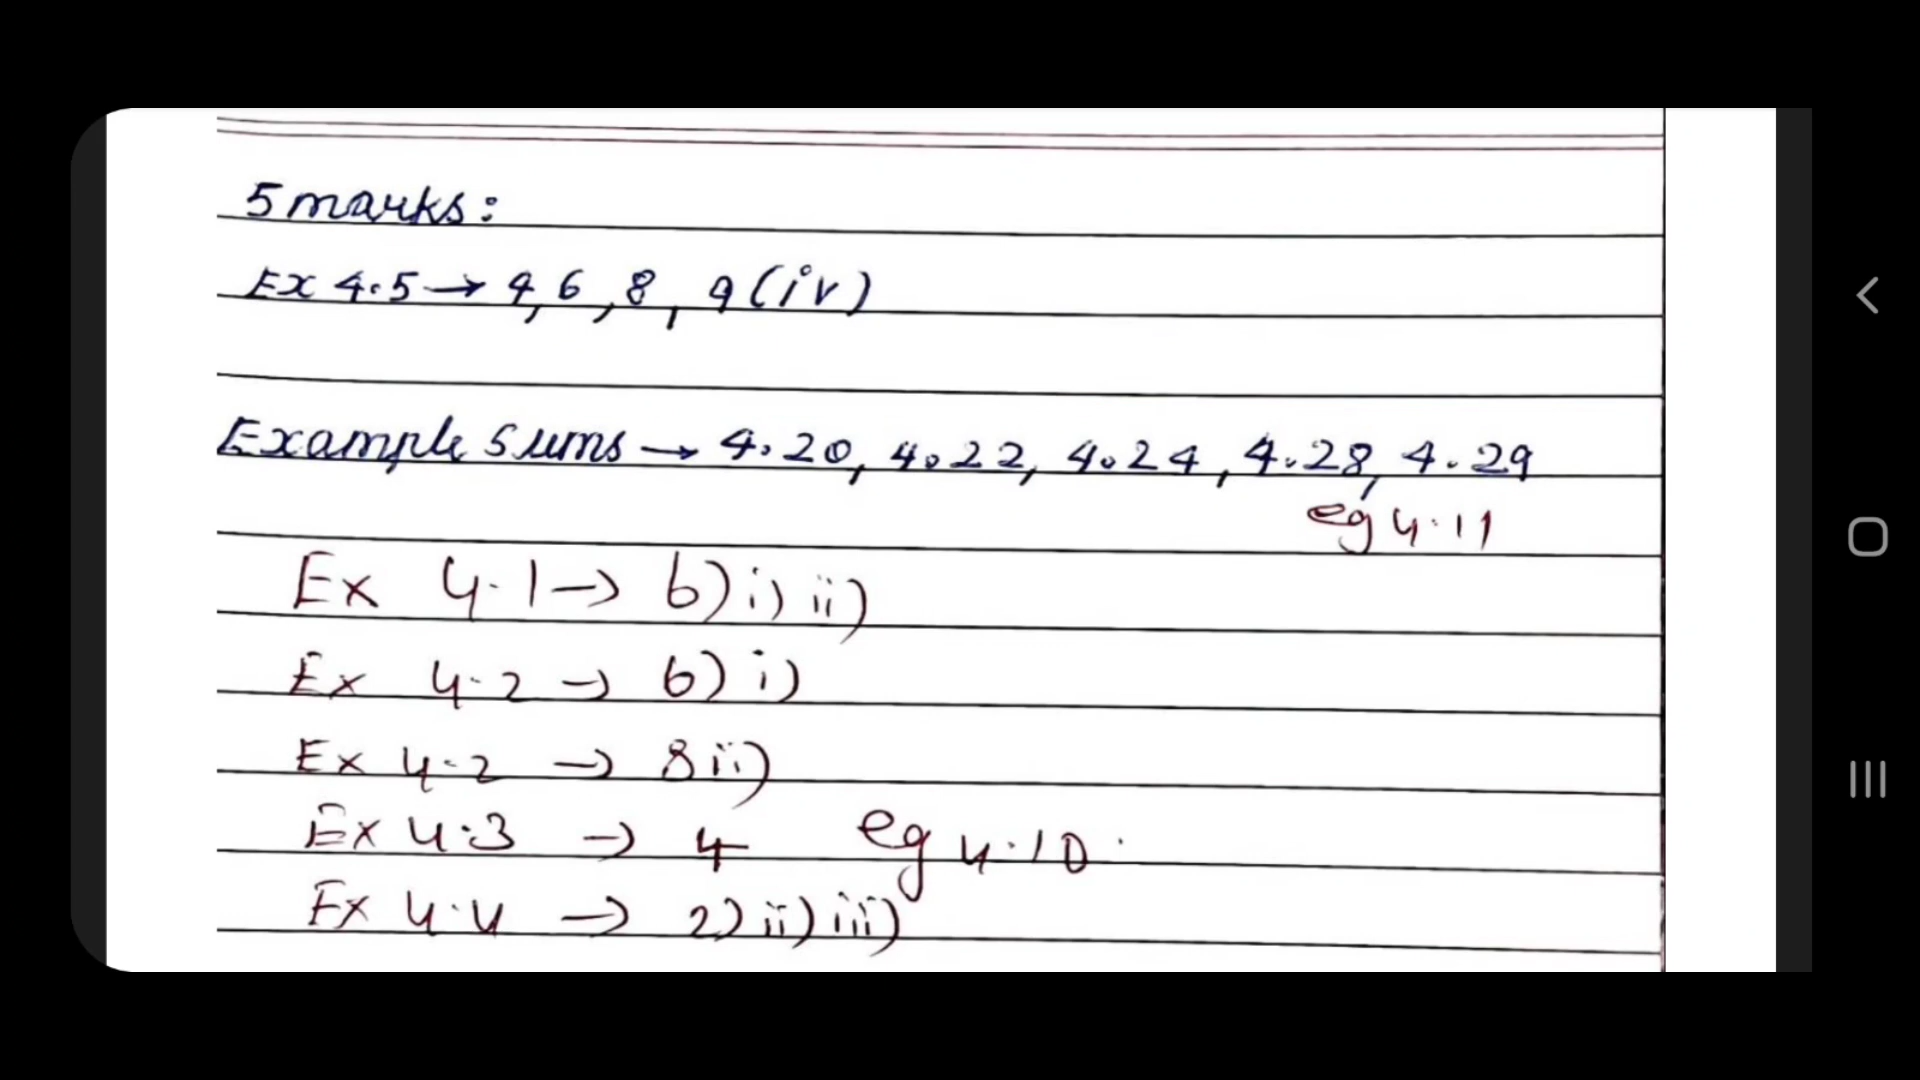 5 marks:
Ex 4.5 → 4, 6, 8, 9(iv)
Example Sums → 4.20, 4.22, 4.24, 4.28, 4.29
eg 4.11
Ex 4.1 → 6) i) ii)
Ex 4.2 → 6) i)
Ex 4.2 → 8 ii)
Ex 4.3 → 4 eg 4.10.
Ex 4.4 → 2) ii) iii)